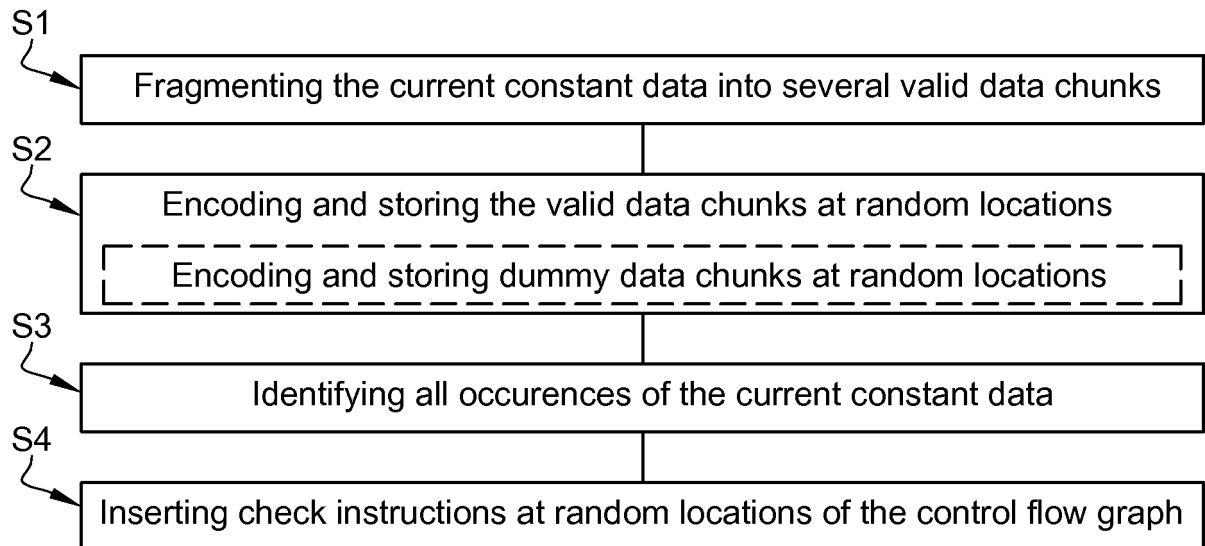 S1
Fragmenting the current constant data into several valid data chunks
S2
Encoding and storing the valid data chunks at random locations
Encoding and storing dummy data chunks at random locations
S3
Identifying all occurences of the current constant data
S4
Inserting check instructions at random locations of the control flow graph